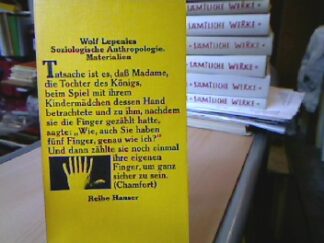 Wolf Lepenies
Soziologische Anthropologie.
Materialien
Tatsache ist es, daß Madame,
die Tochter des Königs,
beim Spiel mit ihrem
Kindermädchen dessen Hand
betrachtete und zu ihm, nachdem
sie die Finger gezählt hatte,
sagte: „Wie, auch Sie haben
fünf Finger, genau wie ich?"
Und dann zählte sie noch einmal
ihre eigenen
Finger, um ganz
sicher zu sein.
(Chamfort)
Reihe Hanser
SÄMTLICHE WERKE
SÄMTLICHE WERKE
SÄMTLICHE WERKE
SÄMTLICHE WERKE
SÄMTLICHE WERKE
SÄMTLICHE WERKE